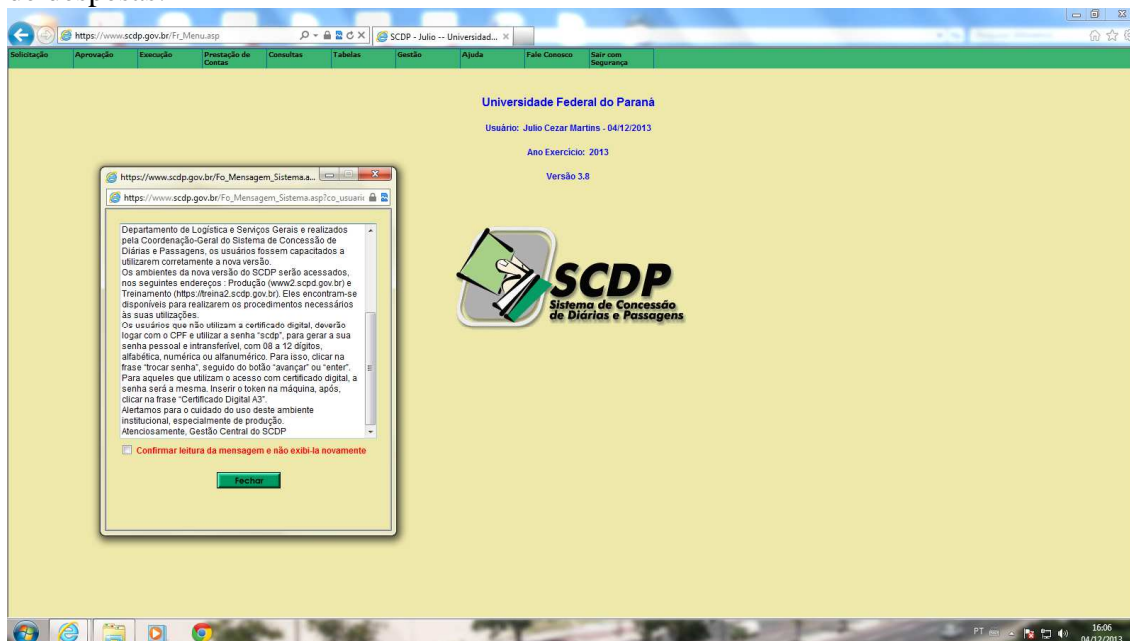 de despesas.
https://www.scdp.gov.br/Fr_Menu.asp
SCDP - Julio -- Universidad...
Solicitação Aprovação Execução Prestação de Contas Consultas Tabelas Gestão Ajuda Fale Conosco Sair com Segurança
Universidade Federal do Paraná
Usuário: Julio Cezar Martins - 04/12/2013
Ano Exercício: 2013
Versão 3.8
https://www.scdp.gov.br/Fo_Mensagem_Sistema.a...
https://www.scdp.gov.br/Fo_Mensagem_Sistema.asp?co_usuari
Departamento de Logística e Serviços Gerais e realizados
pela Coordenação-Geral do Sistema de Concessão de
Diárias e Passagens, os usuários fossem capacitados a
utilizarem corretamente a nova versão.
Os ambientes da nova versão do SCDP serão acessados,
nos seguintes endereços : Produção (www2.scpd.gov.br) e
Treinamento (https://treina2.scdp.gov.br). Eles encontram-se
disponíveis para realizarem os procedimentos necessários
às suas utilizações.
Os usuários que não utilizam a certificado digital, deverão
logar com o CPF e utilizar a senha "scdp", para gerar a sua
senha pessoal e intransferível, com 08 a 12 dígitos,
alfabética, numérica ou alfanumérico. Para isso, clicar na
frase "trocar senha", seguido do botão "avançar" ou "enter".
Para aqueles que utilizam o acesso com certificado digital, a
senha será a mesma. Inserir o token na máquina, após,
clicar na frase "Certificado Digital A3".
Alertamos para o cuidado do uso deste ambiente
institucional, especialmente de produção.
Atenciosamente, Gestão Central do SCDP
Confirmar leitura da mensagem e não exibi-la novamente
Fechar
SCDP
Sistema de Concessão
de Diárias e Passagens
PT
16:06
04/12/2013